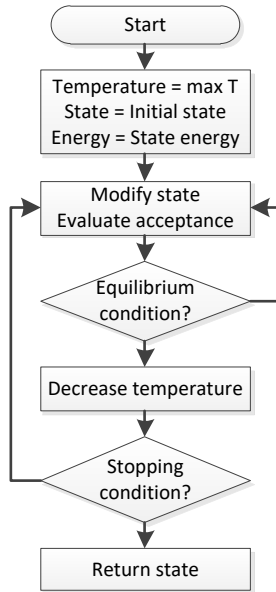 Start
Temperature = max T
State = Initial state
Energy = State energy
Modify state
Evaluate acceptance
Equilibrium
condition?
Decrease temperature
Stopping
condition?
Return state